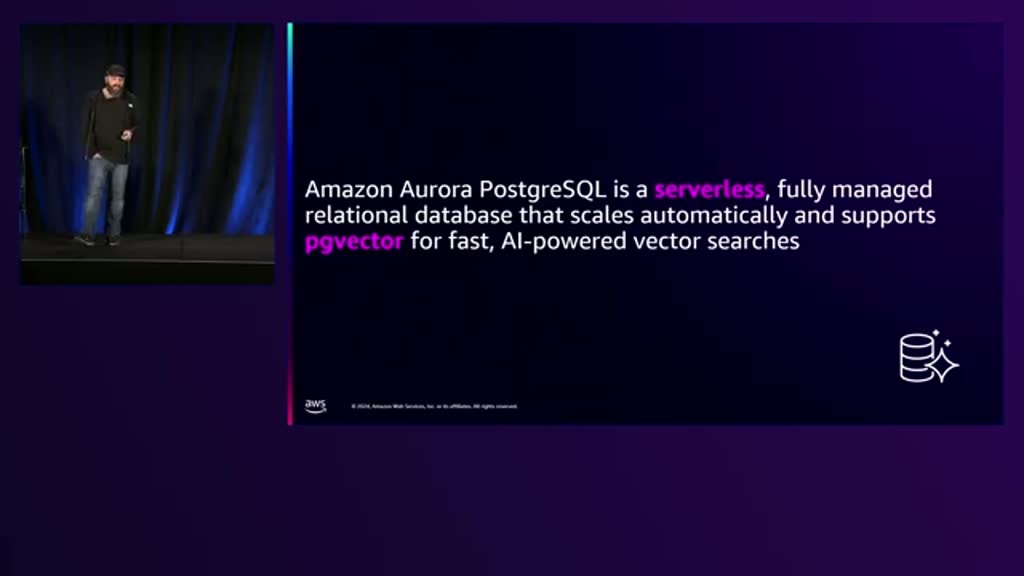 Amazon Aurora PostgreSQL is a serverless, fully managed
relational database that scales automatically and supports
pgvector for fast, AI-powered vector searches
aws
© 2024, Amazon Web Services, Inc. or its affiliates. All rights reserved.